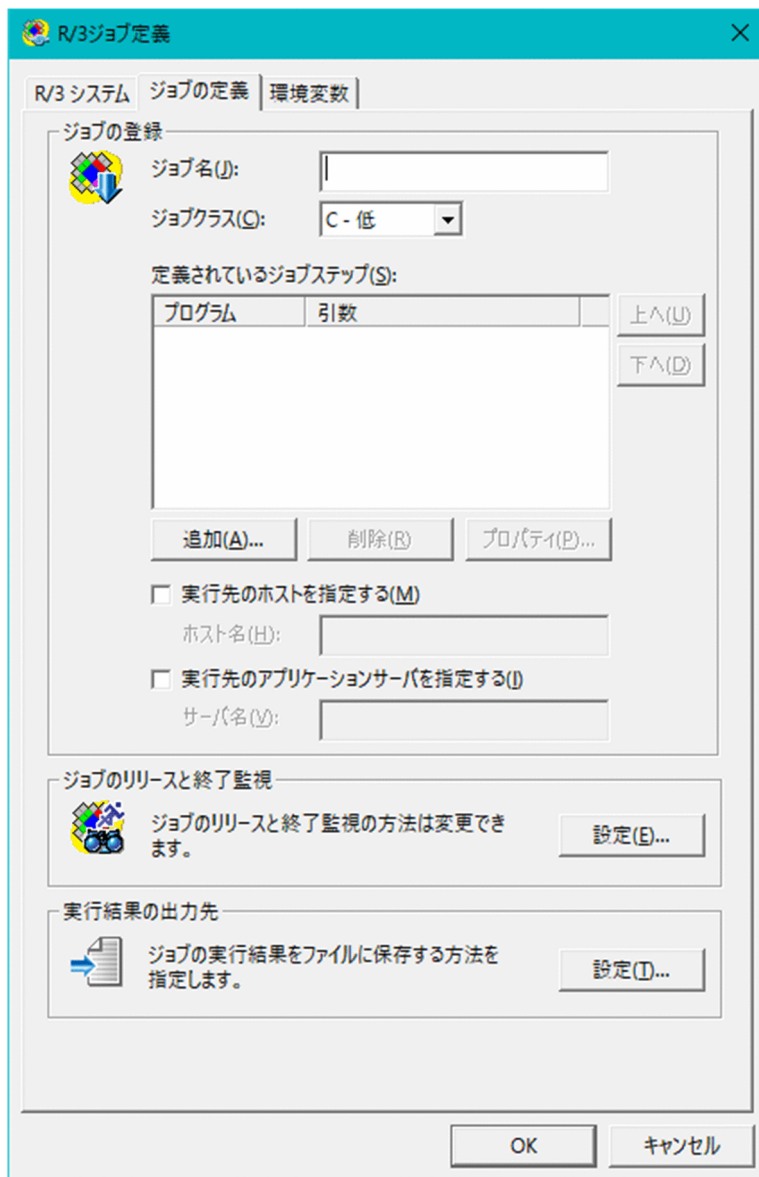 R/3ジョブ定義
R/3 システム ジョブの定義 環境変数
ジョブの登録
ジョブ名(J):
ジョブクラス(C): C - 低
定義されているジョブステップ(S):
プログラム 引数
上へ(U)
下へ(D)
追加(A)... 削除(R) プロパティ(P)...
実行先のホストを指定する(M)
ホスト名(H):
実行先のアプリケーションサーバを指定する(I)
サーバ名(V):
ジョブのリリースと終了監視
ジョブのリリースと終了監視の方法は変更でき
ます。
設定(E)...
実行結果の出力先
ジョブの実行結果をファイルに保存する方法を
指定します。
設定(T)...
OK キャンセル